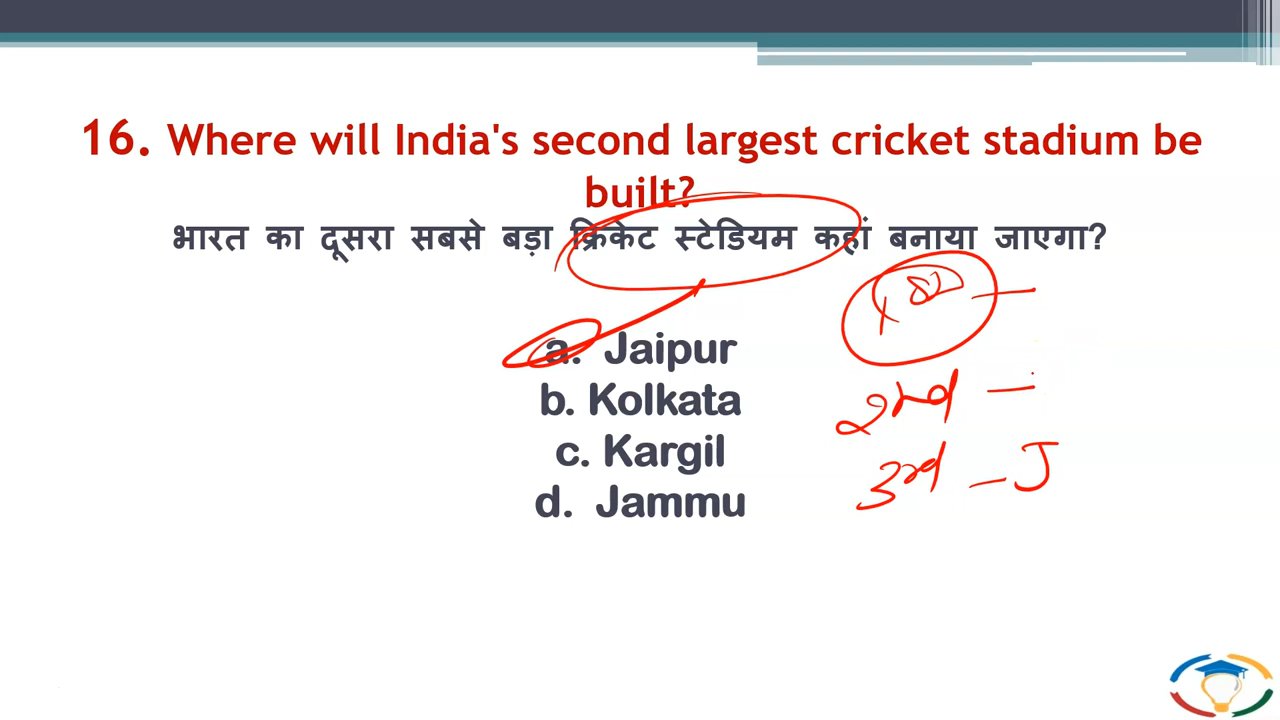 16. Where will India's second largest cricket stadium be
built?
भारत का दूसरा सबसे बड़ा क्रिकेट स्टेडियम कहां बनाया जाएगा?
a. Jaipur
b. Kolkata
c. Kargil
d. Jammu
2nd —
3rd – J